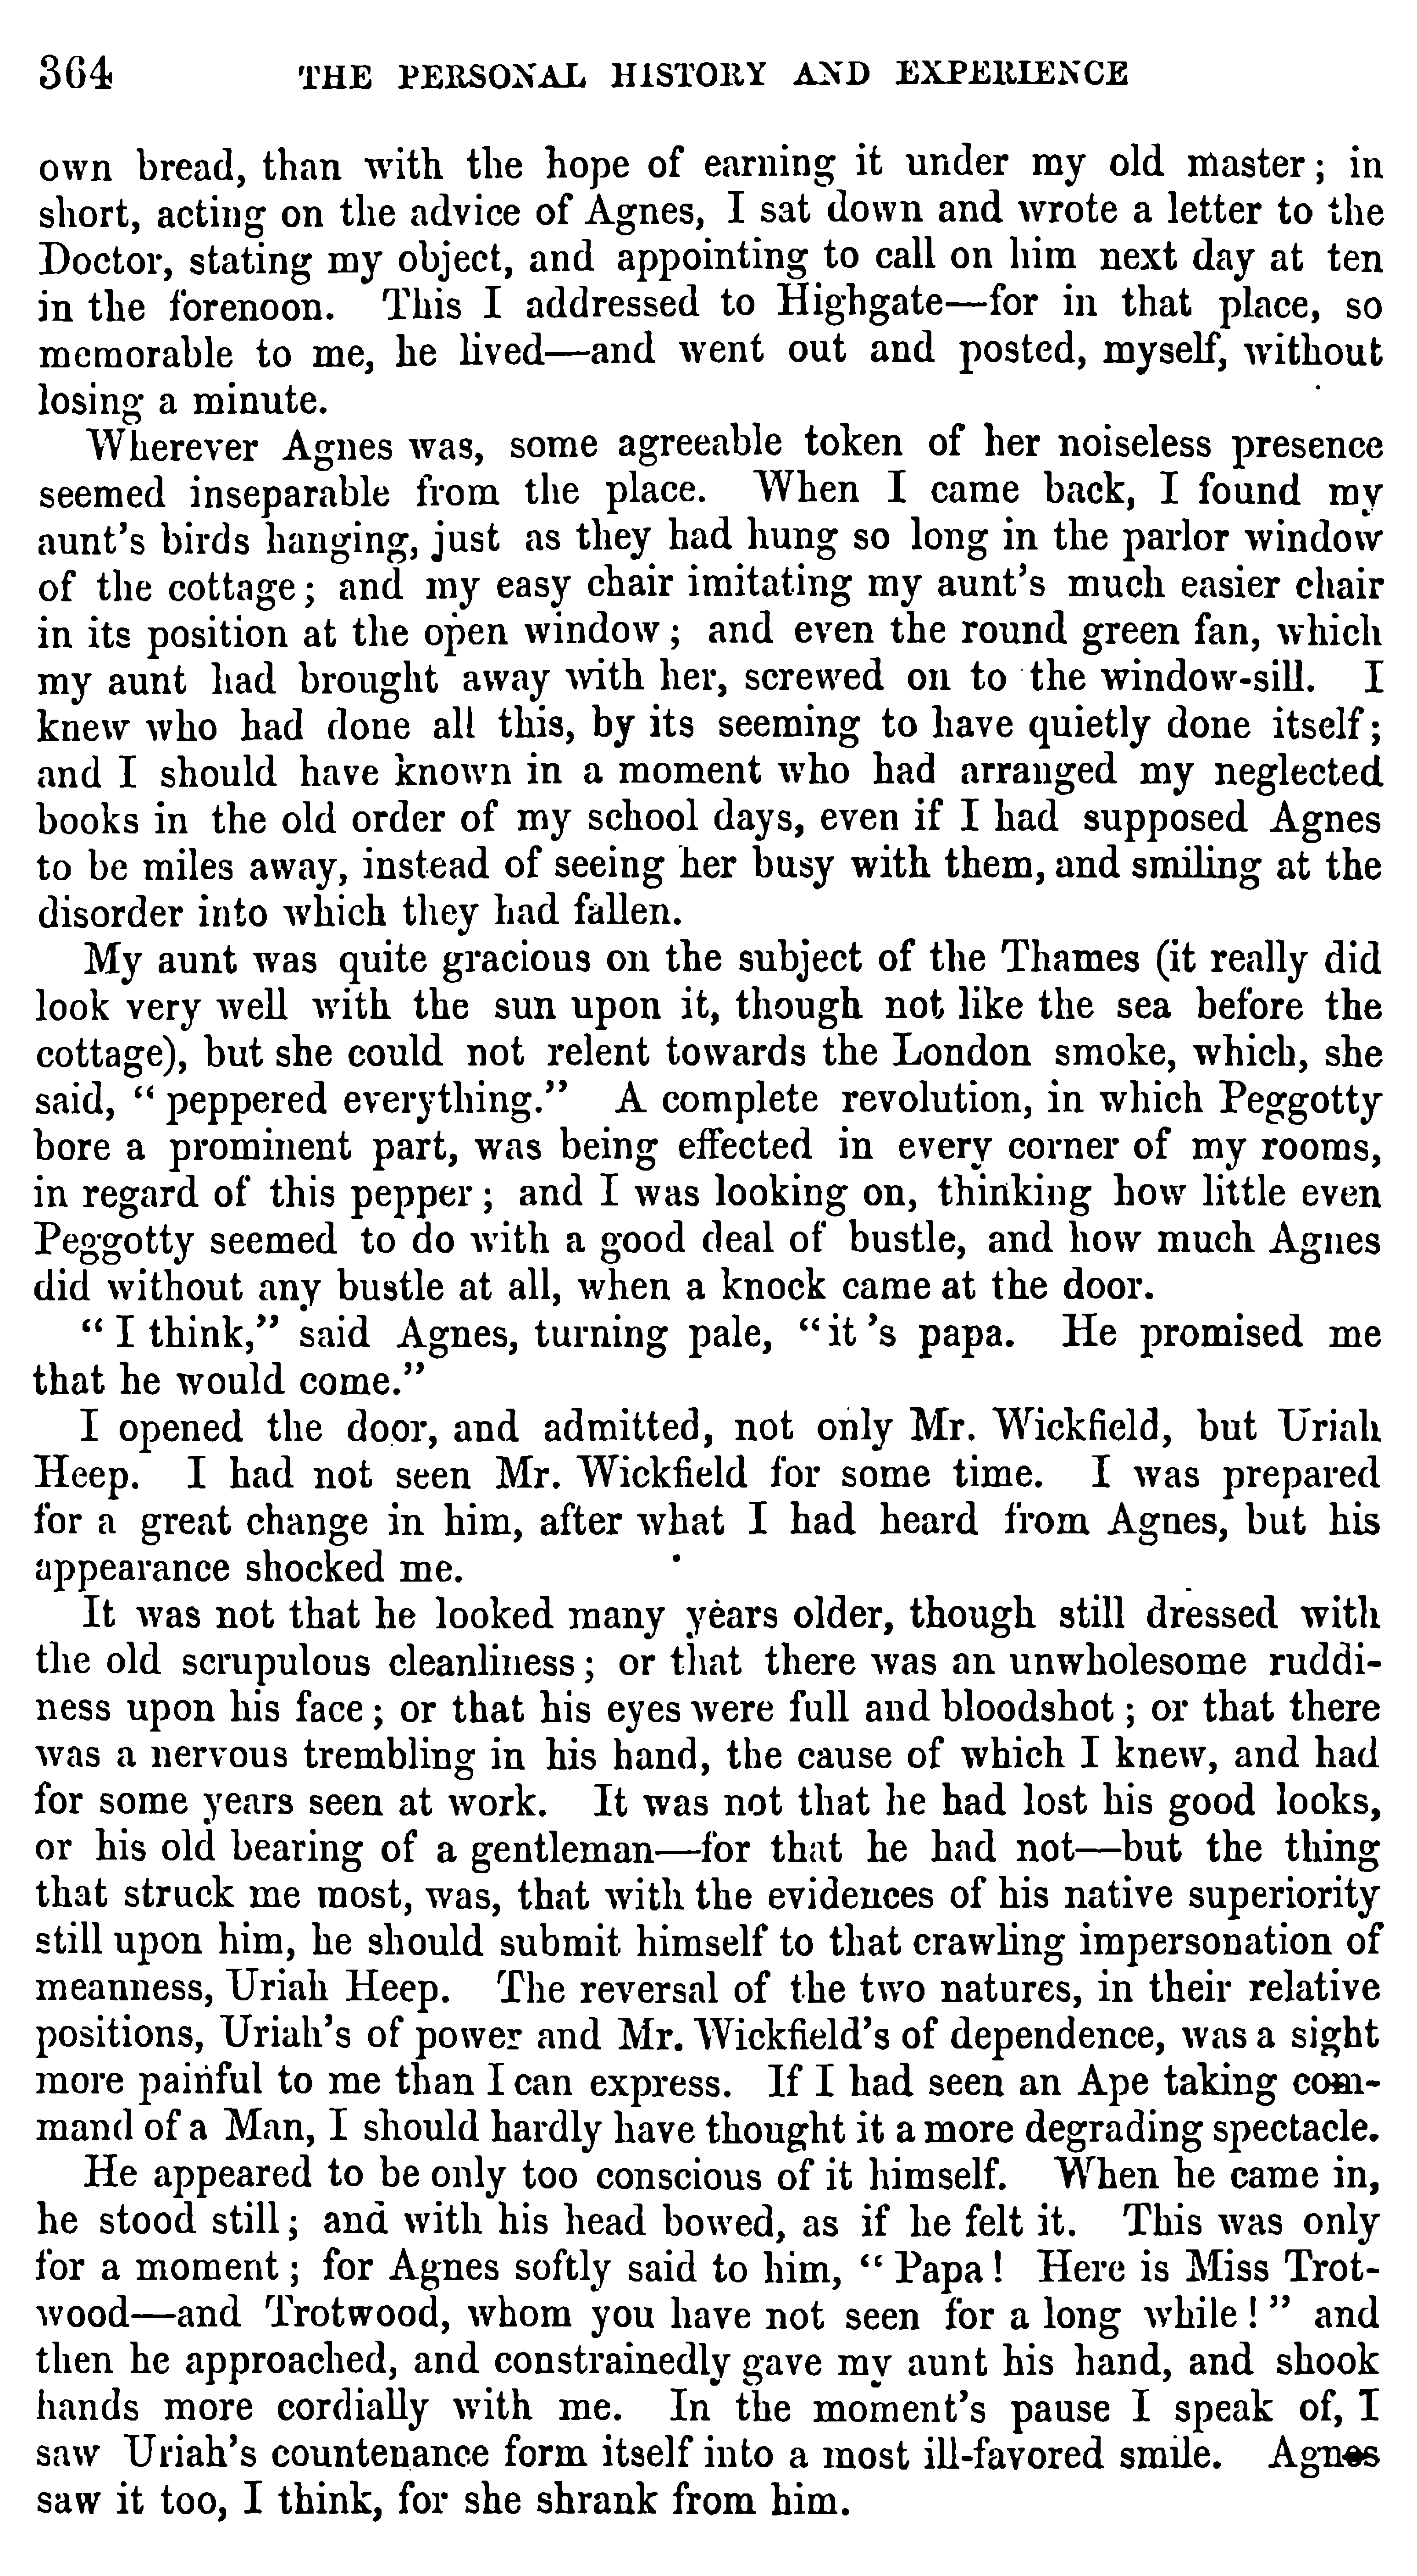 364 THE PERSONAL HISTORY AND EXPERIENCE
own bread, than with the hope of earning it under my old master; in
short, acting on the advice of Agnes, I sat down and wrote a letter to the
Doctor, stating my object, and appointing to call on him next day at ten
in the forenoon. This I addressed to Highgate—for in that place, so
memorable to me, he lived—and went out and posted, myself, without
losing a minute.
Wherever Agnes was, some agreeable token of her noiseless presence
seemed inseparable from the place. When I came back, I found my
aunt's birds hanging, just as they had hung so long in the parlor window
of the cottage; and my easy chair imitating my aunt's much easier chair
in its position at the open window; and even the round green fan, which
my aunt had brought away with her, screwed on to the window-sill. I
knew who had done all this, by its seeming to have quietly done itself;
and I should have known in a moment who had arranged my neglected
books in the old order of my school days, even if I had supposed Agnes
to be miles away, instead of seeing her busy with them, and smiling at the
disorder into which they had fallen.
My aunt was quite gracious on the subject of the Thames (it really did
look very well with the sun upon it, though not like the sea before the
cottage), but she could not relent towards the London smoke, which, she
said, "peppered everything." A complete revolution, in which Peggotty
bore a prominent part, was being effected in every corner of my rooms,
in regard of this pepper; and I was looking on, thinking how little even
Peggotty seemed to do with a good deal of bustle, and how much Agnes
did without any bustle at all, when a knock came at the door.
"I think," said Agnes, turning pale, "it 's papa. He promised me
that he would come."
I opened the door, and admitted, not only Mr. Wickfield, but Uriah
Heep. I had not seen Mr. Wickfield for some time. I was prepared
for a great change in him, after what I had heard from Agnes, but his
appearance shocked me.
It was not that he looked many years older, though still dressed with
the old scrupulous cleanliness; or that there was an unwholesome ruddi-
ness upon his face; or that his eyes were full and bloodshot; or that there
was a nervous trembling in his hand, the cause of which I knew, and had
for some years seen at work. It was not that he had lost his good looks,
or his old bearing of a gentleman—for that he had not—but the thing
that struck me most, was, that with the evidences of his native superiority
still upon him, he should submit himself to that crawling impersonation of
meanness, Uriah Heep. The reversal of the two natures, in their relative
positions, Uriah's of power and Mr. Wickfield's of dependence, was a sight
more painful to me than I can express. If I had seen an Ape taking com-
mand of a Man, I should hardly have thought it a more degrading spectacle.
He appeared to be only too conscious of it himself. When he came in,
he stood still; and with his head bowed, as if he felt it. This was only
for a moment; for Agnes softly said to him, "Papa! Here is Miss Trot-
wood—and Trotwood, whom you have not seen for a long while!" and
then he approached, and constrainedly gave my aunt his hand, and shook
hands more cordially with me. In the moment's pause I speak of, I
saw Uriah's countenance form itself into a most ill-favored smile. Agnes
saw it too, I think, for she shrank from him.